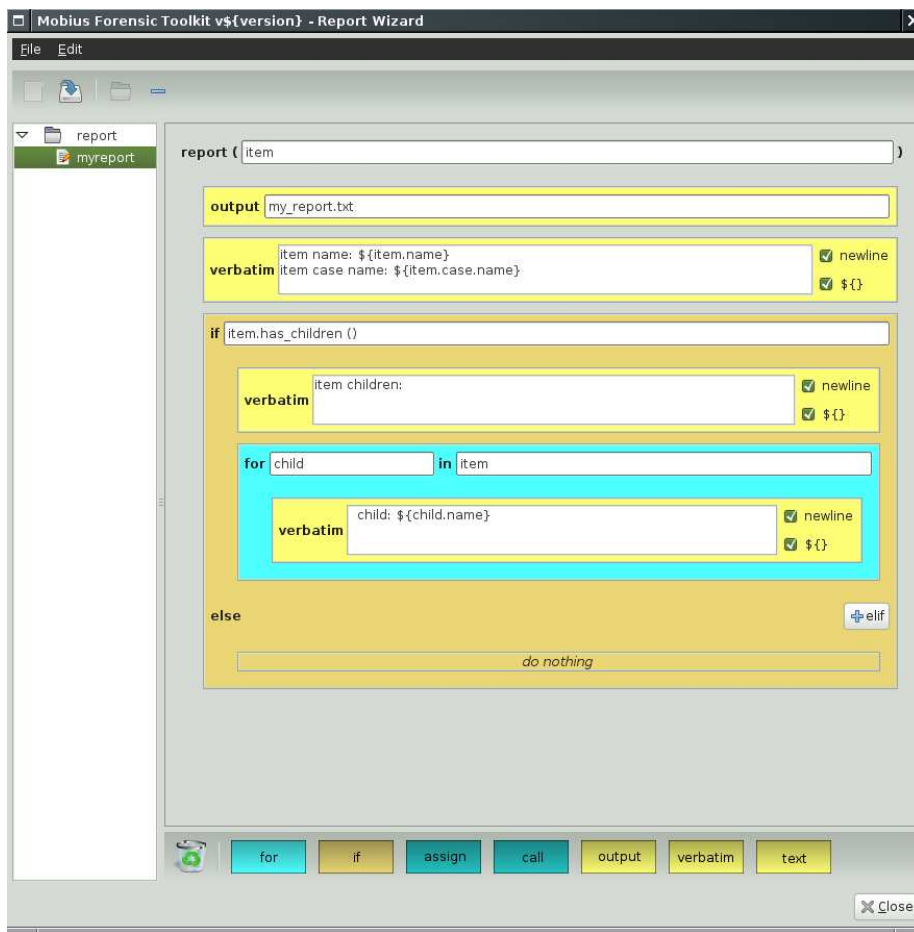 Mobius Forensic Toolkit v${version} - Report Wizard
File Edit
report
myreport
report ( item )
output my_report.txt
item name: ${item.name}
verbatim item case name: ${item.case.name}
newline
${}
if item.has_children ()
item children:
verbatim
newline
${}
for child in item
child: ${child.name}
verbatim
newline
${}
else
elif
do nothing
for if assign call output verbatim text
Close